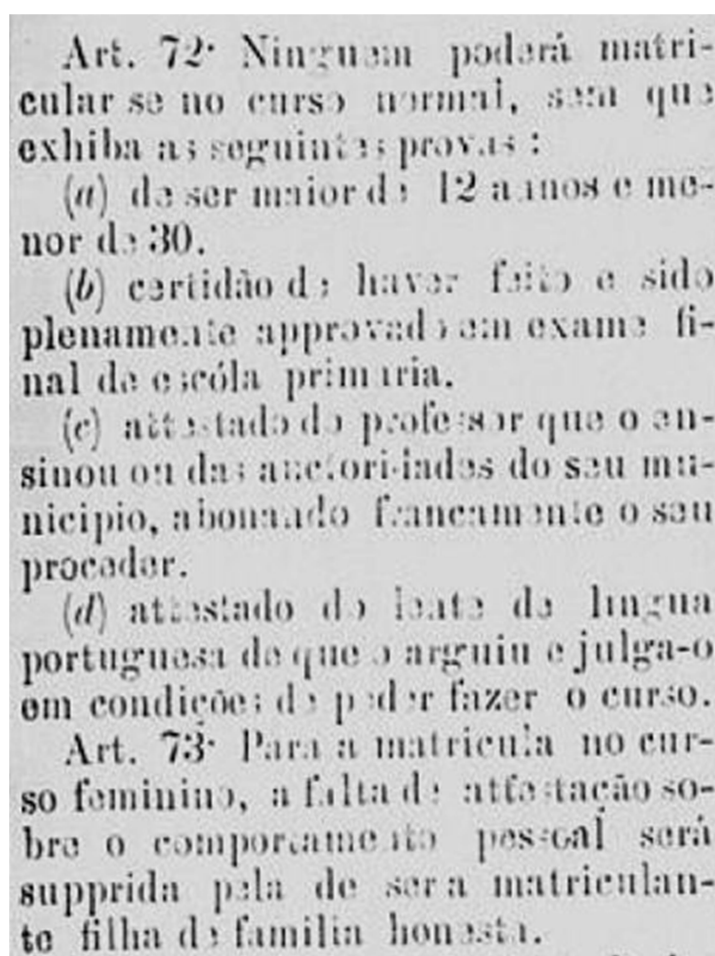 Art. 72· Ninguem poderá matri-
cular se no curso normal, sem que
exhiba as seguintes provas :
(a) de ser maior de 12 annos e me-
nor de 30.
(b) certidão de haver feito e sido
plenamente approvado em exame fi-
nal de escóla primaria.
(c) attestado do professor que o en-
sinou ou das auctoridades do seu mu-
nicipio, abonando francamente o seu
proceder.
(d) attestado do lente de lingua
portuguesa de que o arguiu e julga-o
em condições de poder fazer o curso.
Art. 73· Para a matricula no cur-
so feminino, a falta de attestação so-
bre o comportamento pessoal será
supprida pela de ser a matriculan-
te filha de familia honesta.